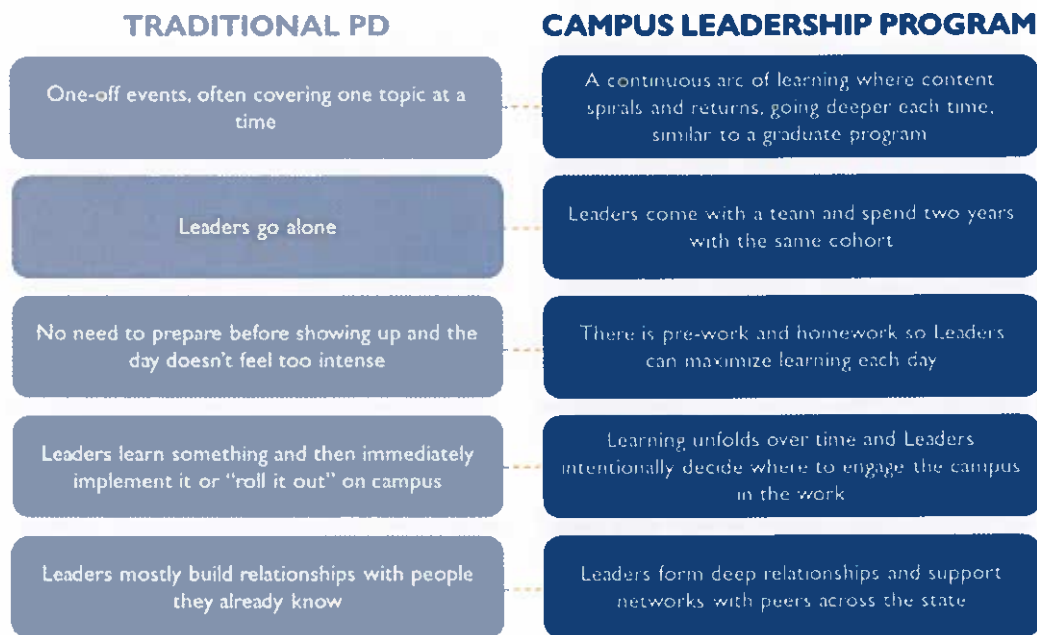 TRADITIONAL PD
CAMPUS LEADERSHIP PROGRAM
One-off events, often covering one topic at a
time
A continuous arc of learning where content
spirals and returns, going deeper each time,
similar to a graduate program
Leaders go alone
Leaders come with a team and spend two years
with the same cohort
No need to prepare before showing up and the
day doesn't feel too intense
There is pre-work and homework so Leaders
can maximize learning each day
Leaders learn something and then immediately
implement it or “roll it out” on campus
Learning unfolds over time and Leaders
intentionally decide where to engage the campus
in the work
Leaders mostly build relationships with people
they already know
Leaders form deep relationships and support
networks with peers across the state